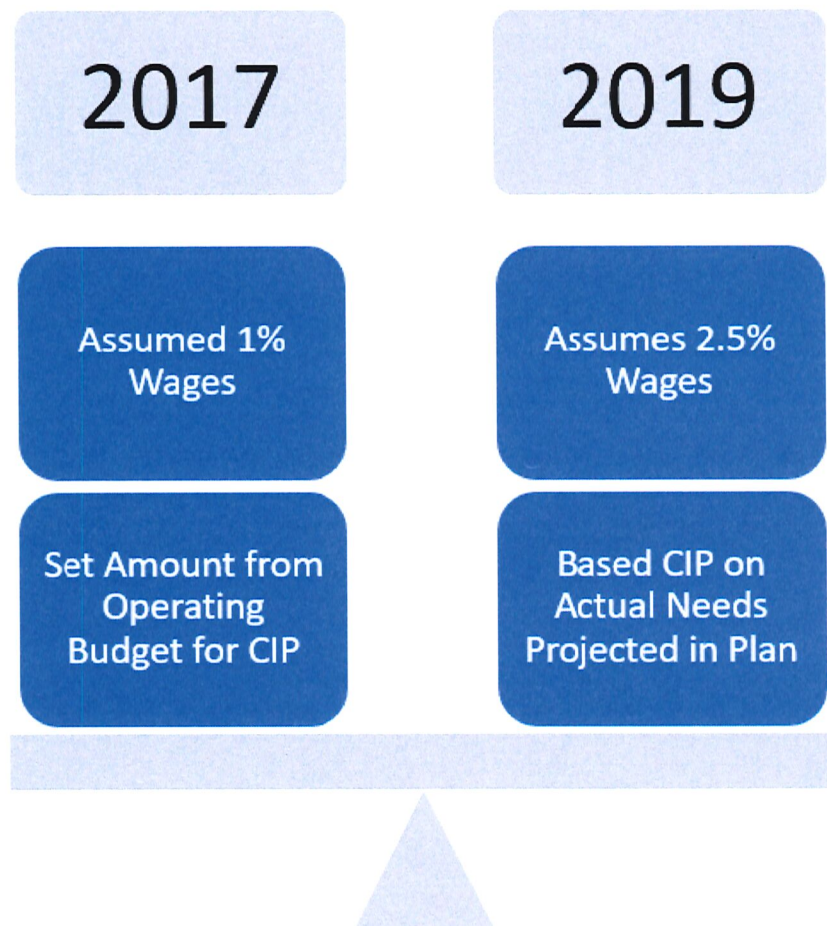 2017
2019
Assumed 1%
Wages
Assumes 2.5%
Wages
Set Amount from
Operating
Budget for CIP
Based CIP on
Actual Needs
Projected in Plan